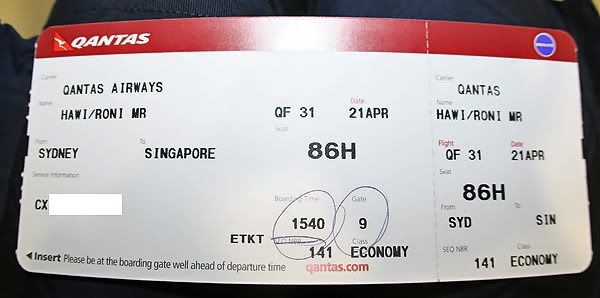 QANTAS
Carrier
QANTAS AIRWAYS
Name
HAWI/RONI MR
QF 31
Date
21APR
From
SYDNEY
To
SINGAPORE
Seat
86H
Service Information
CX
Boarding Time
1540
Gate
9
ETKT
SEQ NBR
141
Class
ECONOMY
Insert Please be at the boarding gate well ahead of departure time
qantas.com
Carrier
QANTAS
Name
HAWI/RONI MR
Flight
QF 31
Date
21APR
Seat
86H
From
SYD
To
SIN
SEQ NBR
141
Class
ECONOMY